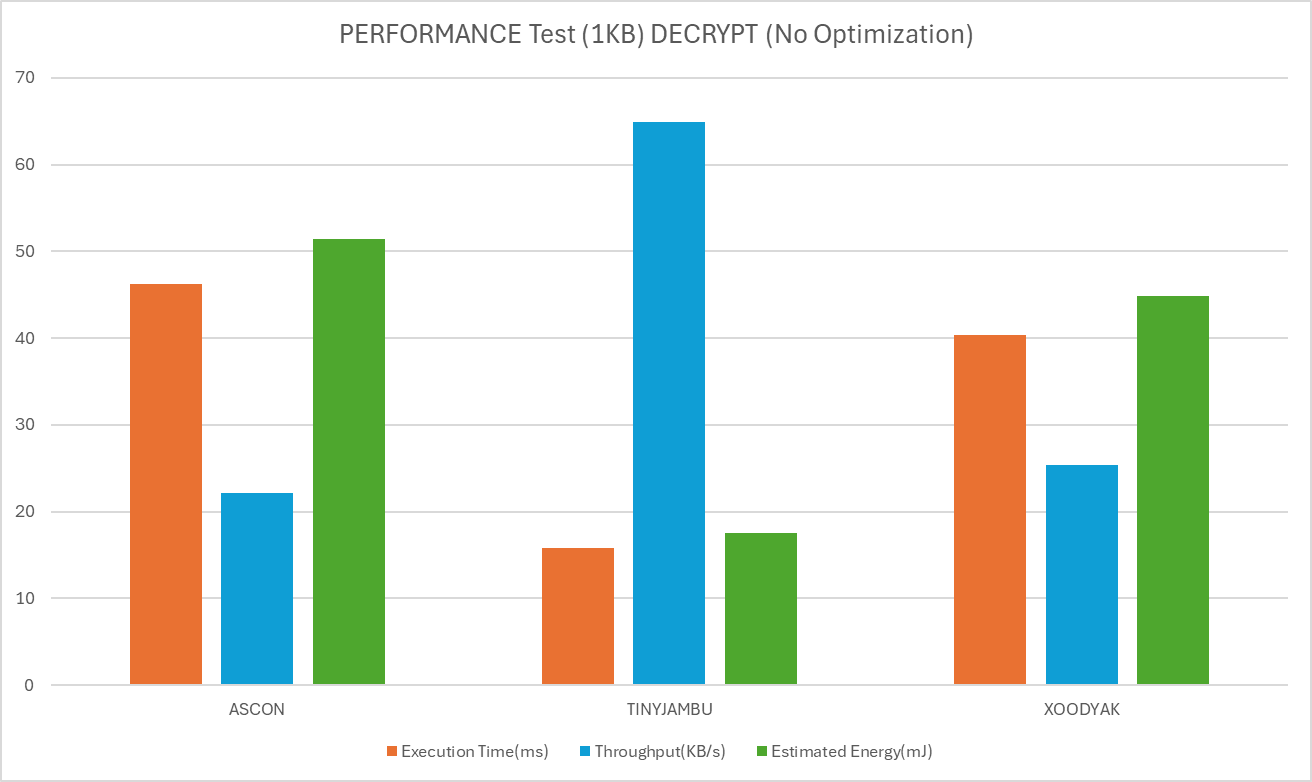 PERFORMANCE Test (1KB) DECRYPT (No Optimization)
70
60
50
40
30
20
10
0
ASCON TINYJAMBU XOODYAK
Execution Time(ms) Throughput(KB/s) Estimated Energy(mJ)